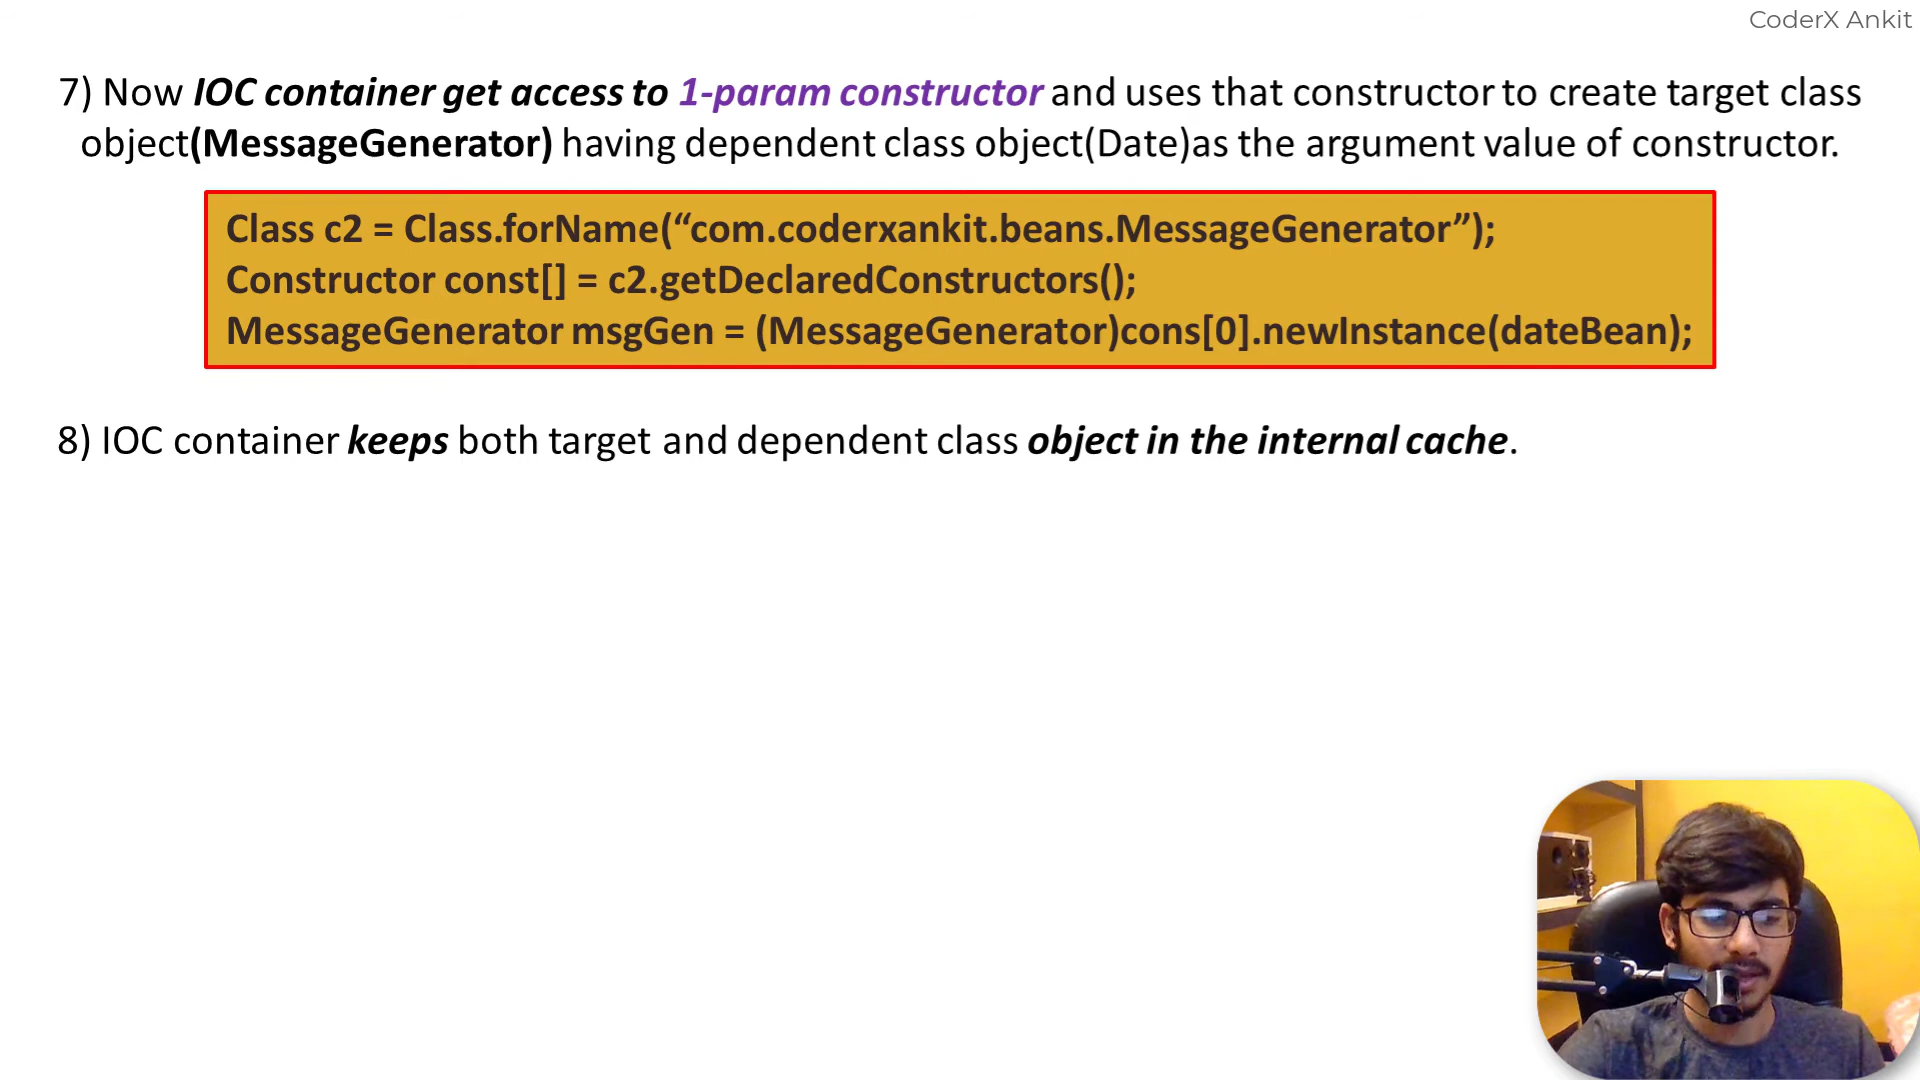 CoderX Ankit
7) Now IOC container get access to 1-param constructor and uses that constructor to create target class
object(MessageGenerator) having dependent class object(Date)as the argument value of constructor.
Class c2 = Class.forName(“com.coderxankit.beans.MessageGenerator”);
Constructor const[] = c2.getDeclaredConstructors();
MessageGenerator msgGen = (MessageGenerator)cons[0].newInstance(dateBean);
8) IOC container keeps both target and dependent class object in the internal cache.